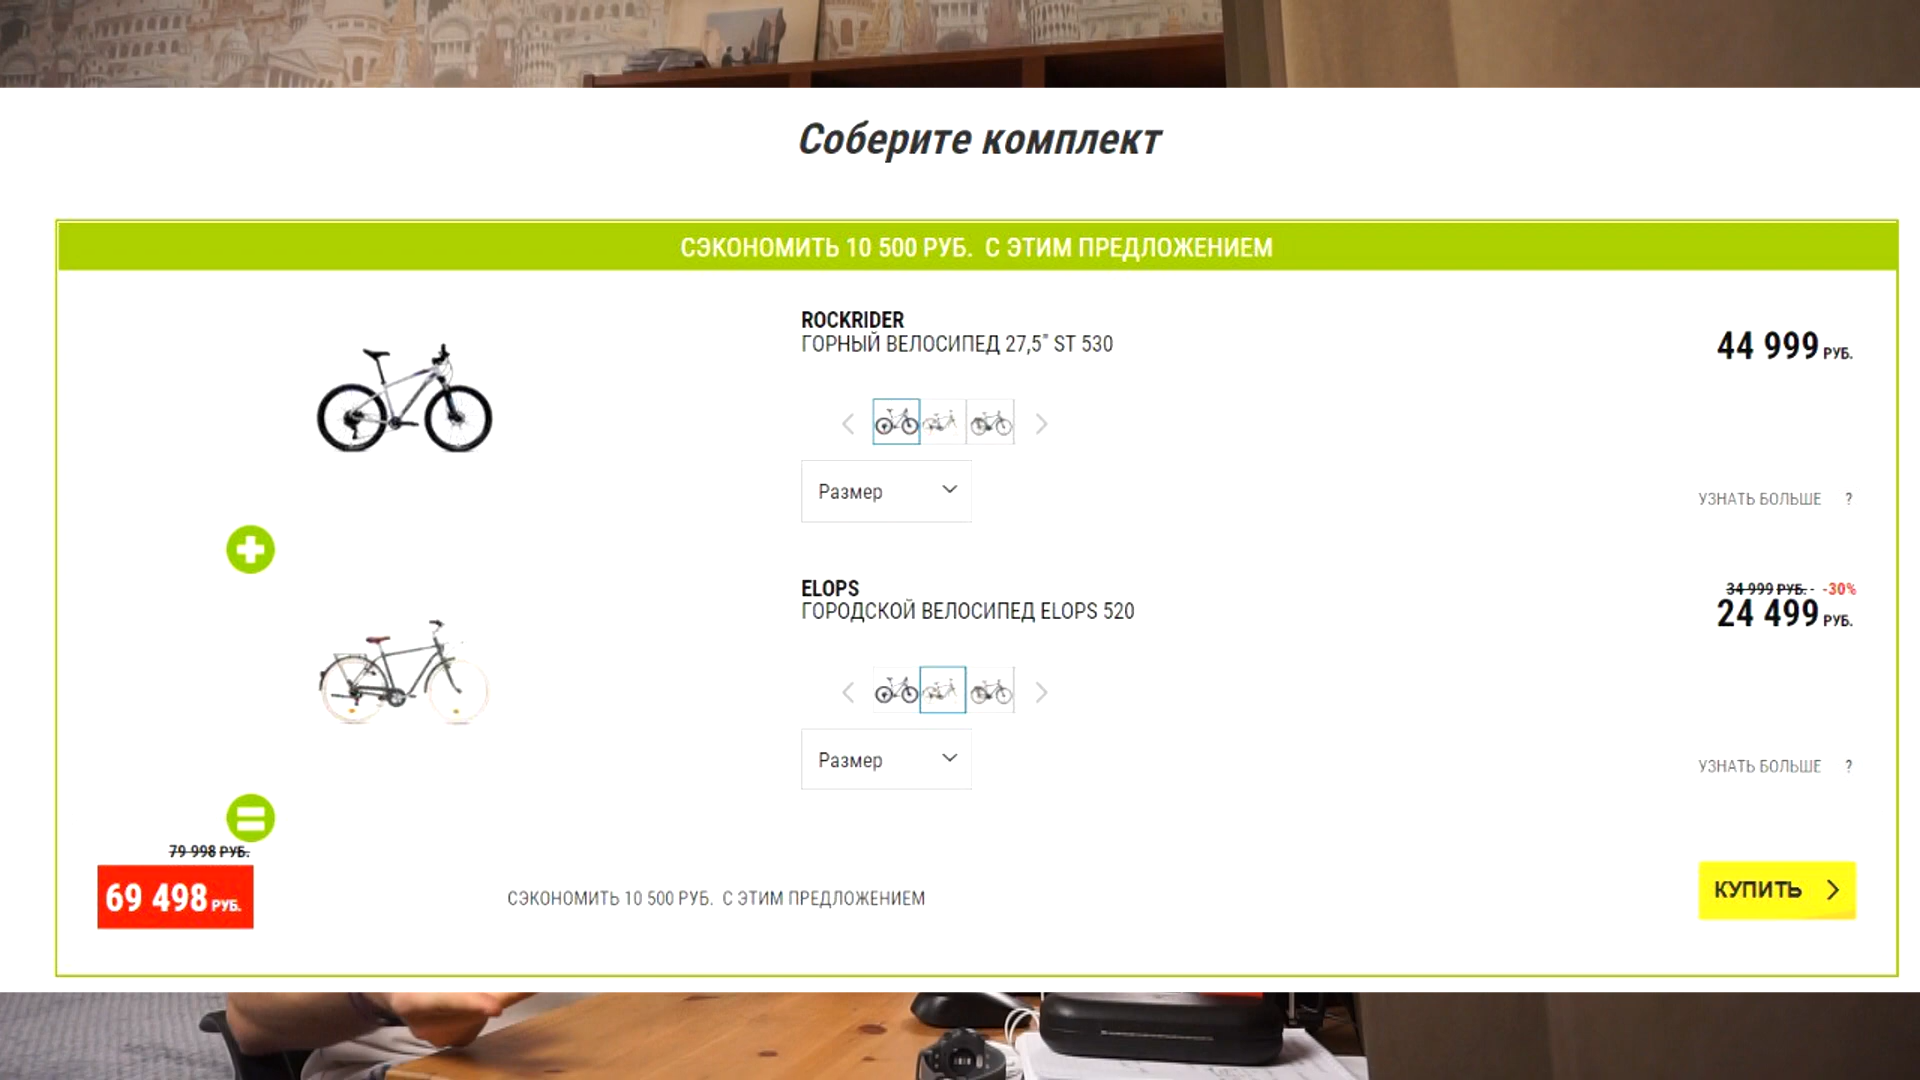 Соберите комплект
СЭКОНОМИТЬ 10 500 РУБ. С ЭТИМ ПРЕДЛОЖЕНИЕМ
ROCKRIDER
ГОРНЫЙ ВЕЛОСИПЕД 27,5" ST 530
44 999 РУБ.
Размер
УЗНАТЬ БОЛЬШЕ ?
ELOPS
ГОРОДСКОЙ ВЕЛОСИПЕД ELOPS 520
34 999 РУБ. - -30%
24 499 РУБ.
Размер
УЗНАТЬ БОЛЬШЕ ?
79 998 РУБ.
69 498 РУБ.
СЭКОНОМИТЬ 10 500 РУБ. С ЭТИМ ПРЕДЛОЖЕНИЕМ
КУПИТЬ